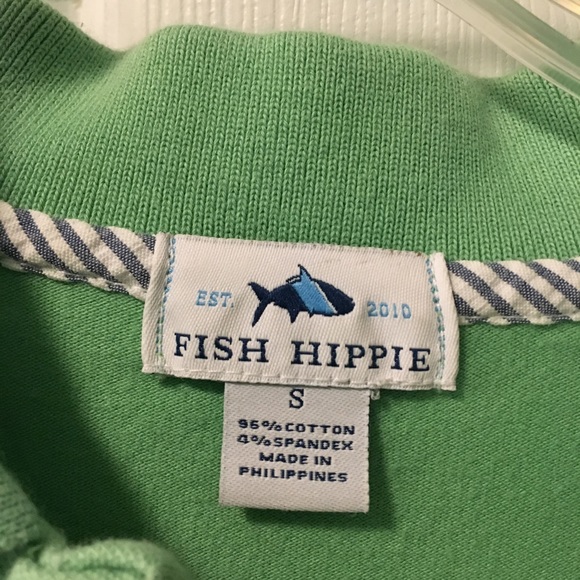 EST. 2010
FISH HIPPIE
S
96% COTTON
4% SPANDEX
MADE IN
PHILIPPINES